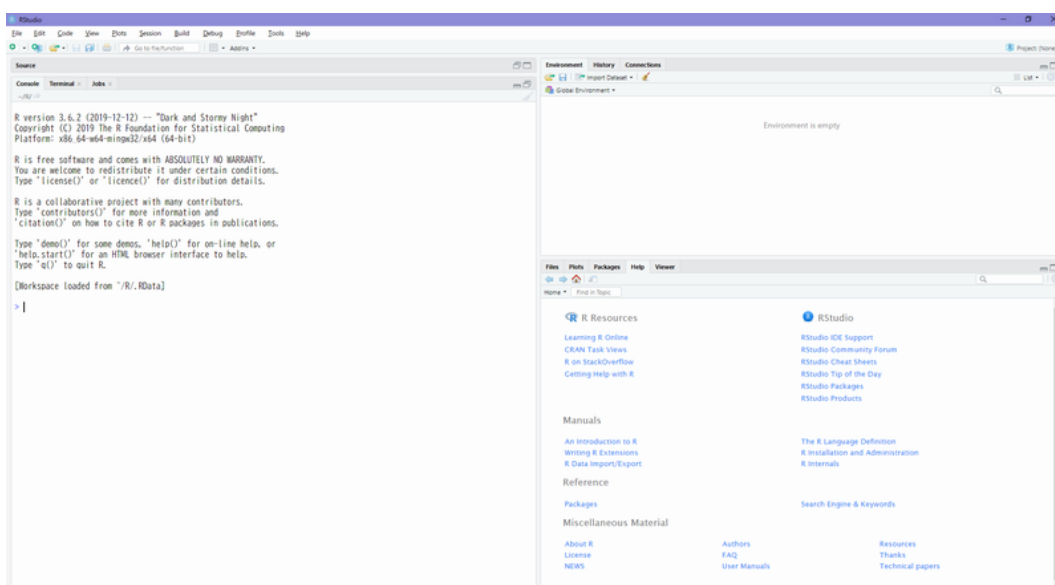 RStudio
File Edit Code View Plots Session Build Debug Profile Tools Help
Go to file/function Addins
Project: (None
Source
Console Terminal × Jobs ×
~/R/
R version 3.6.2 (2019-12-12) -- "Dark and Stormy Night"
Copyright (C) 2019 The R Foundation for Statistical Computing
Platform: x86_64-w64-mingw32/x64 (64-bit)
R is free software and comes with ABSOLUTELY NO WARRANTY.
You are welcome to redistribute it under certain conditions.
Type 'license()' or 'licence()' for distribution details.
R is a collaborative project with many contributors.
Type 'contributors()' for more information and
'citation()' on how to cite R or R packages in publications.
Type 'demo()' for some demos, 'help()' for on-line help, or
'help.start()' for an HTML browser interface to help.
Type 'q()' to quit R.
[Workspace loaded from ~/R/.RData]
>
Environment History Connections
Import Dataset List
Global Environment
Environment is empty
Files Plots Packages Help Viewer
Home Find in Topic
R Resources
Learning R Online
CRAN Task Views
R on StackOverflow
Getting Help with R
RStudio
RStudio IDE Support
RStudio Community Forum
RStudio Cheat Sheets
RStudio Tip of the Day
RStudio Packages
RStudio Products
Manuals
An Introduction to R The R Language Definition
Writing R Extensions R Installation and Administration
R Data Import/Export R Internals
Reference
Packages Search Engine & Keywords
Miscellaneous Material
About R Authors Resources
License FAQ Thanks
NEWS User Manuals Technical papers